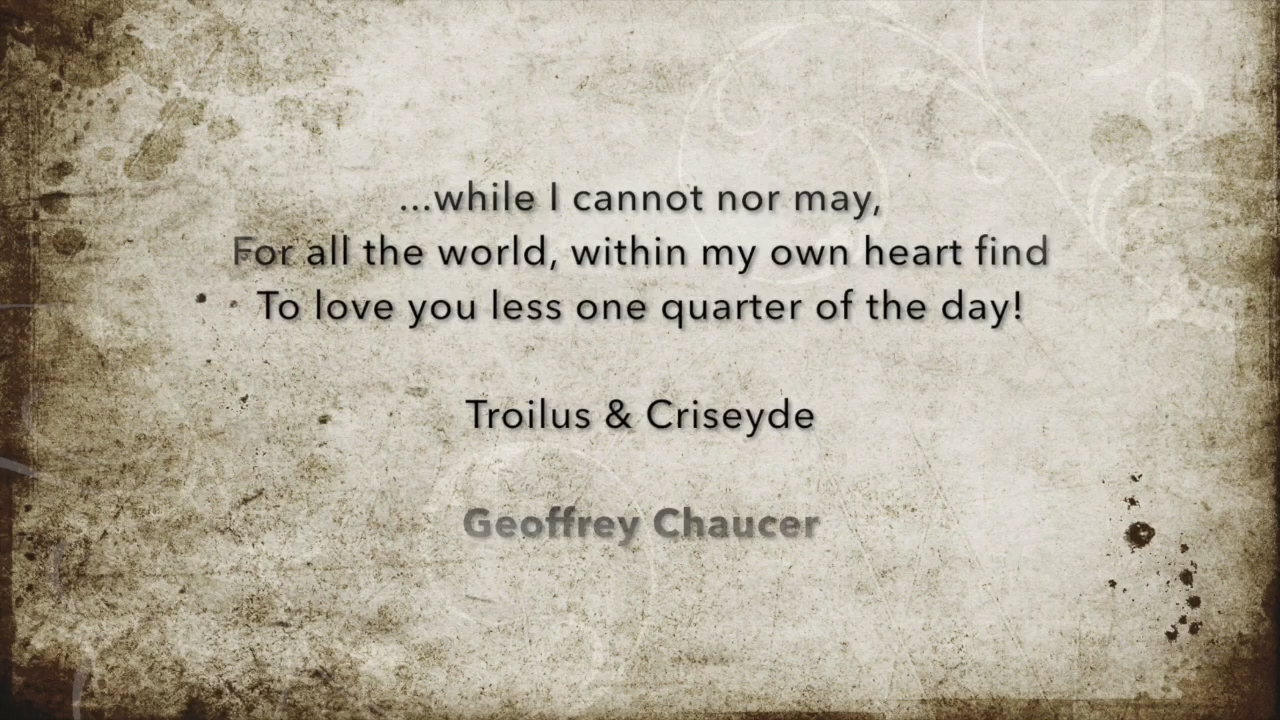 ...while I cannot nor may,
For all the world, within my own heart find
To love you less one quarter of the day!
Troilus & Criseyde
Geoffrey Chaucer